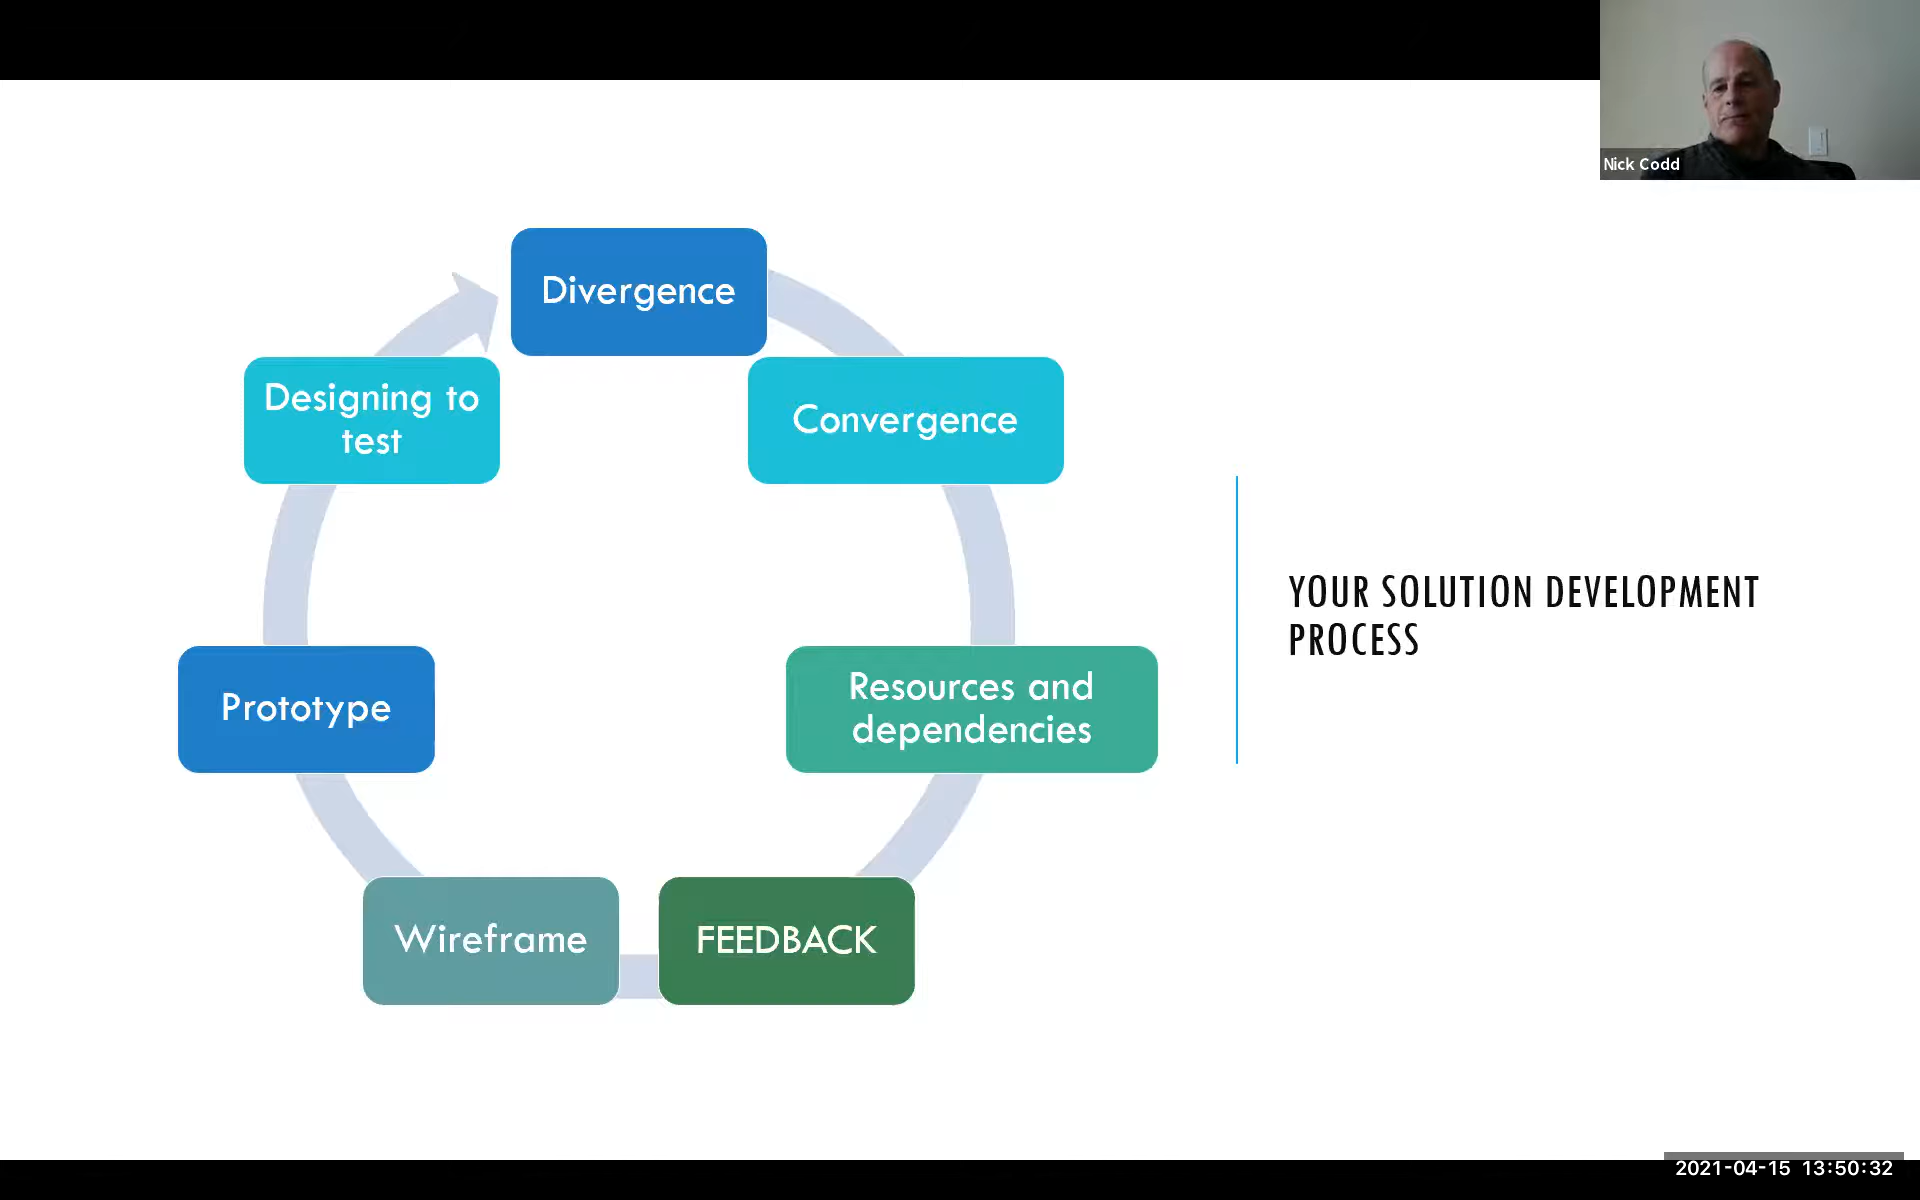 Nick Codd
Divergence
Designing to
test
Convergence
YOUR SOLUTION DEVELOPMENT
PROCESS
Prototype
Resources and
dependencies
Wireframe
FEEDBACK
2021-04-15 13:50:32